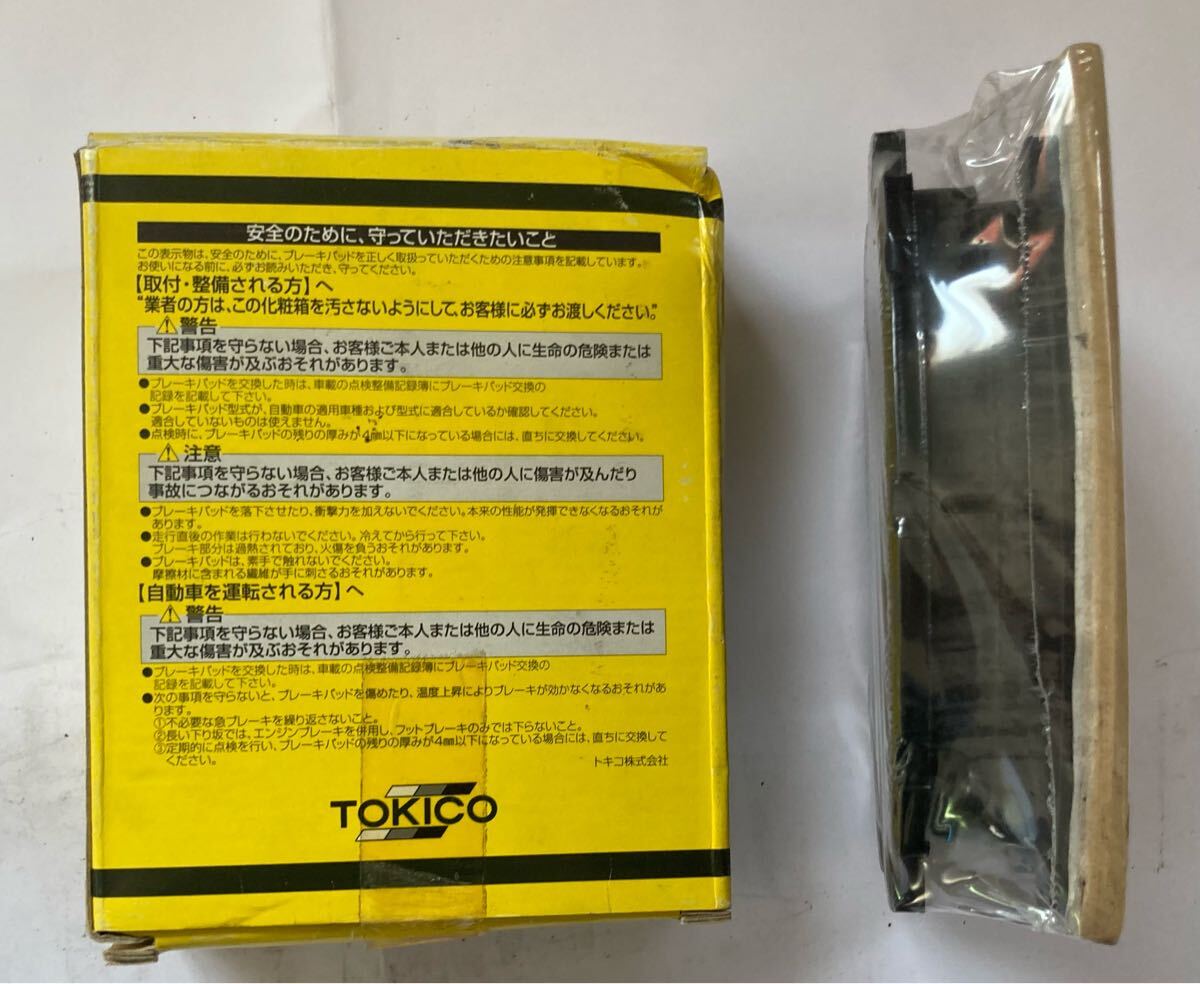 安全のために、守っていただきたいこと
この表示物は、安全のために、ブレーキパッドを正しく取扱っていただくための注意事項を記載しています。
お使いになる前に、必ずお読みいただき、守ってください。
【取付・整備される方】へ
"業者の方は、この化粧箱を汚さないようにして、お客様に必ずお渡しください。"
⚠警告
下記事項を守らない場合、お客様ご本人または他の人に生命の危険または
重大な傷害が及ぶおそれがあります。
●ブレーキパッドを交換した時は、車載の点検整備記録簿にブレーキパッド交換の
記録を記載して下さい。
●ブレーキパッド型式が、自動車の適用車種および型式に適合しているか確認してください。
適合していないものは使えません。
●点検時に、ブレーキパッドの残りの厚みが4㎜以下になっている場合には、直ちに交換してください。
⚠注意
下記事項を守らない場合、お客様ご本人または他の人に傷害が及んだり
事故につながるおそれがあります。
●ブレーキパッドを落下させたり、衝撃力を加えないでください。本来の性能が発揮できなくなるおそれが
あります。
●走行直後の作業は行わないでください。冷えてから行って下さい。
ブレーキ部分は過熱されており、火傷を負うおそれがあります。
●ブレーキパッドは、素手で触れないでください。
摩擦材に含まれる繊維が手に刺さるおそれがあります。
【自動車を運転される方】へ
⚠警告
下記事項を守らない場合、お客様ご本人または他の人に生命の危険または
重大な傷害が及ぶおそれがあります。
●ブレーキパッドを交換した時は、車載の点検整備記録簿にブレーキパッド交換の
記録を記載して下さい。
●次の事項を守らないと、ブレーキパッドを傷めたり、温度上昇によりブレーキが効かなくなるおそれがあ
ります。
①不必要な急ブレーキを繰り返さないこと。
②長い下り坂では、エンジンブレーキを併用し、フットブレーキのみでは下らないこと。
③定期的に点検を行い、ブレーキパッドの残りの厚みが4㎜以下になっている場合には、直ちに交換して
ください。
トキコ株式会社
TOKICO